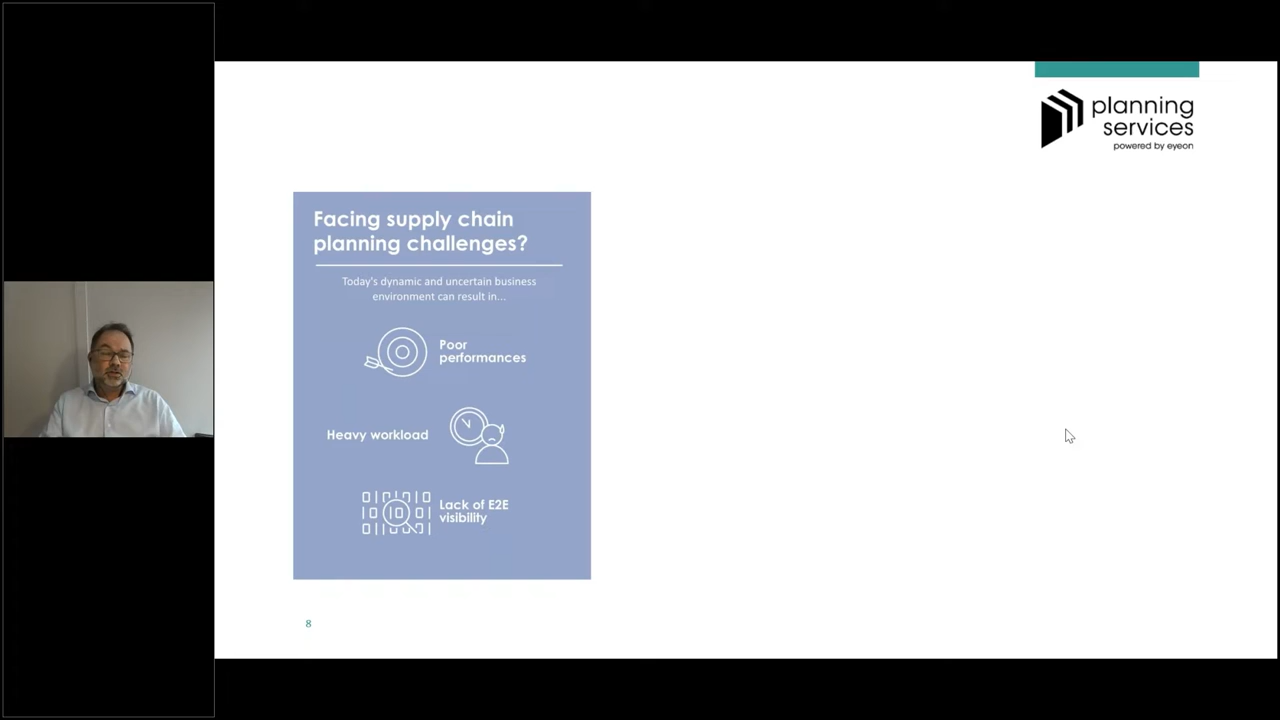 planning
services
powered by eyeon
Facing supply chain
planning challenges?
Today's dynamic and uncertain business
environment can result in...
Poor
performances
Heavy workload
Lack of E2E
visibility
8